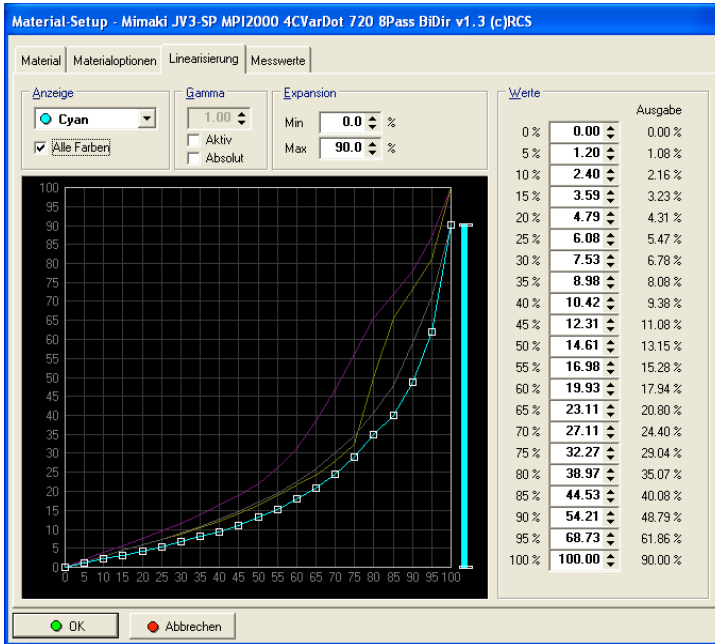 Material-Setup - Mimaki JV3-SP MPI2000 4CVarDot 720 8Pass BiDir v1.3 (c)RCS
Material Materialoptionen Linearisierung Messwerte
Anzeige
Cyan
Alle Farben
Gamma
1.00
Aktiv
Absolut
Expansion
Min 0.0 %
Max 90.0 %
Werte
Ausgabe
0 % 0.00 0.00 %
5 % 1.20 1.08 %
10 % 2.40 2.16 %
15 % 3.59 3.23 %
20 % 4.79 4.31 %
25 % 6.08 5.47 %
30 % 7.53 6.78 %
35 % 8.98 8.08 %
40 % 10.42 9.38 %
45 % 12.31 11.08 %
50 % 14.61 13.15 %
55 % 16.98 15.28 %
60 % 19.93 17.94 %
65 % 23.11 20.80 %
70 % 27.11 24.40 %
75 % 32.27 29.04 %
80 % 38.97 35.07 %
85 % 44.53 40.08 %
90 % 54.21 48.79 %
95 % 68.73 61.86 %
100 % 100.00 90.00 %
100
95
90
85
80
75
70
65
60
55
50
45
40
35
30
25
20
15
10
5
0
0 5 10 15 20 25 30 35 40 45 50 55 60 65 70 75 80 85 90 95 100
OK Abbrechen